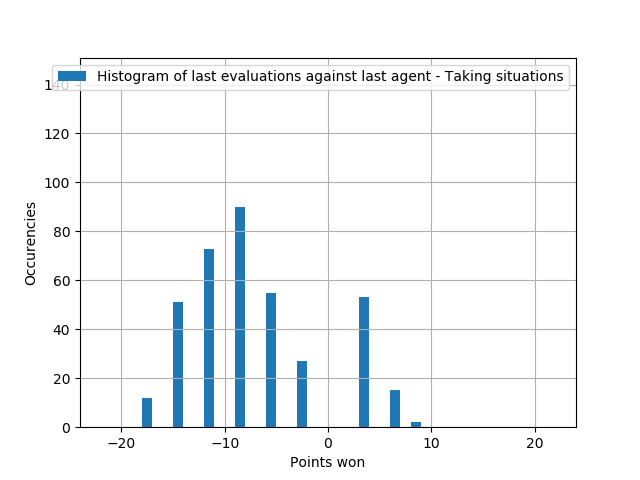 Histogram of last evaluations against last agent - Taking situations
140
120
100
80
60
40
20
0
Occurencies
−20 −10 0 10 20
Points won